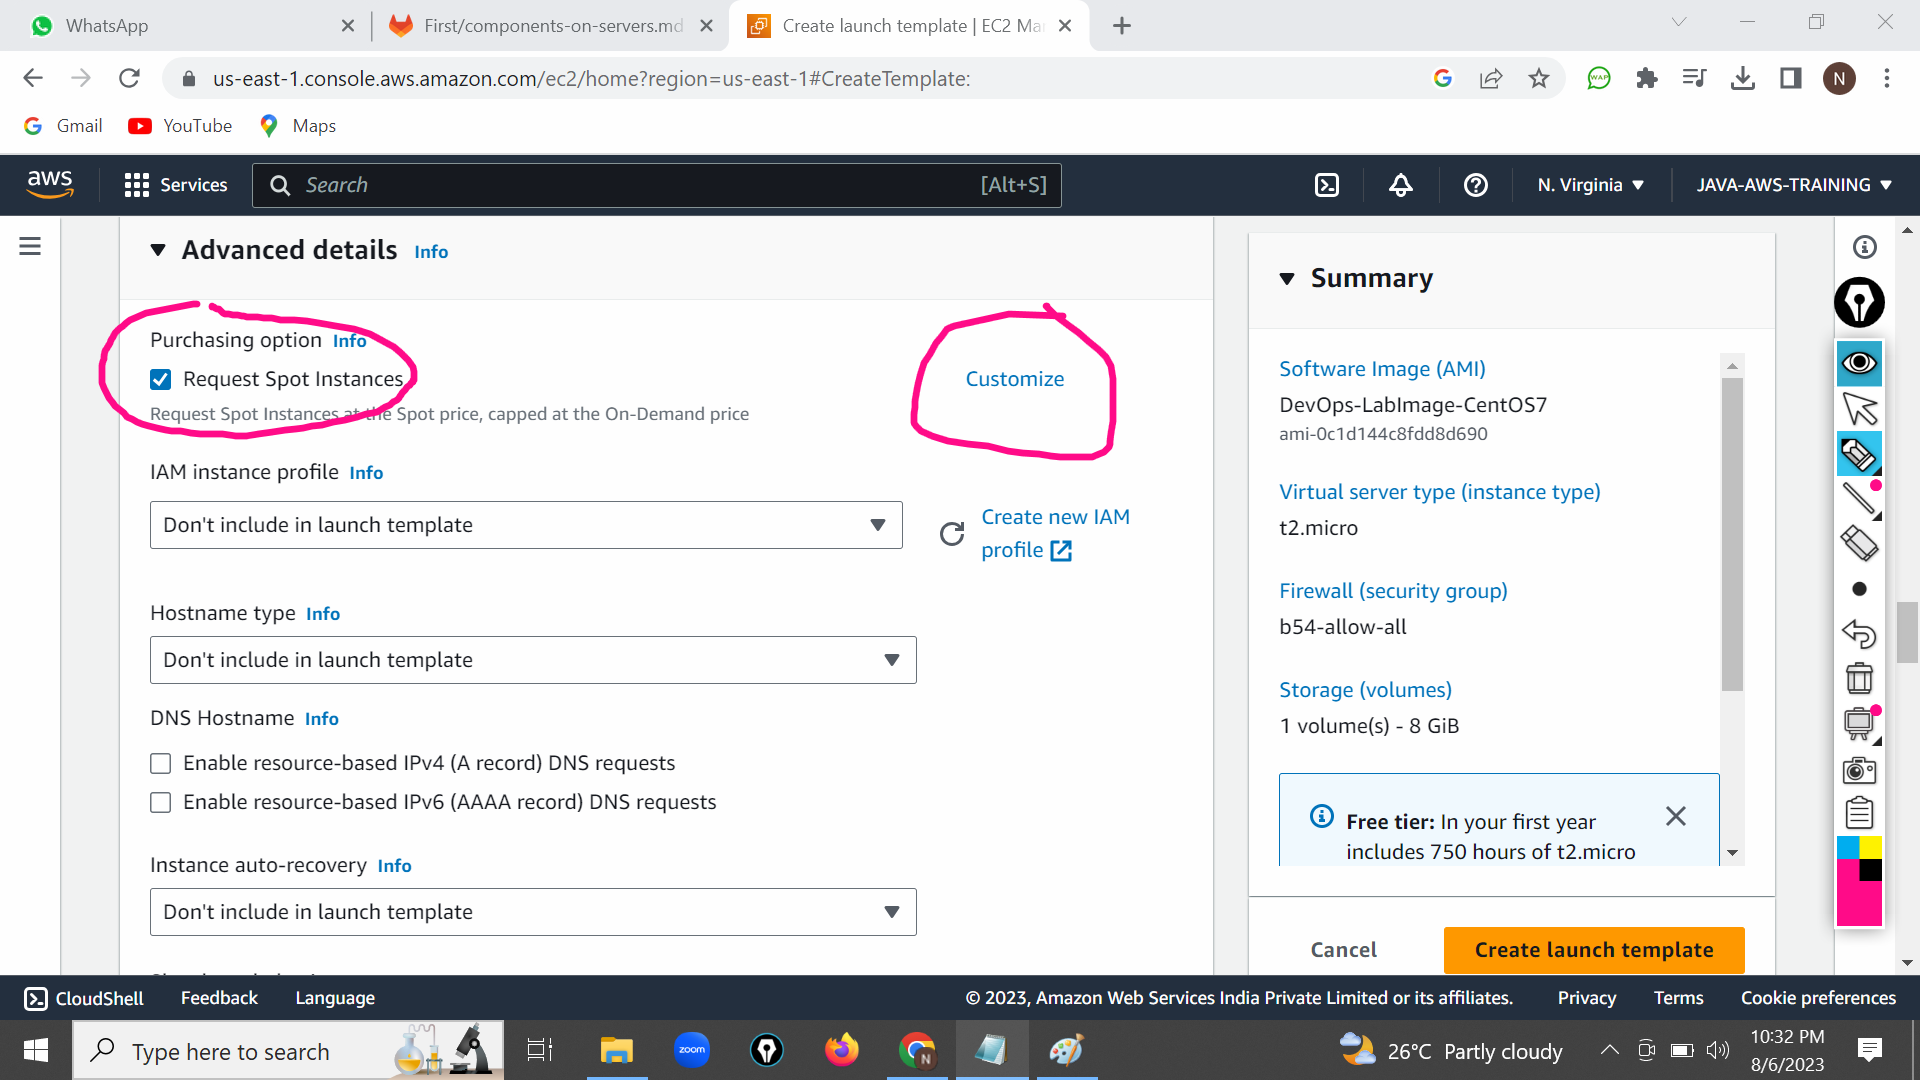 WhatsApp
First/components-on-servers.md
Create launch template | EC2 Ma
us-east-1.console.aws.amazon.com/ec2/home?region=us-east-1#CreateTemplate:
WAP
N
Gmail
YouTube
Maps
aws
Services
Search
[Alt+S]
N. Virginia
JAVA-AWS-TRAINING
Advanced details Info
Purchasing option Info
Request Spot Instances
Customize
Request Spot Instances at the Spot price, capped at the On-Demand price
IAM instance profile Info
Don't include in launch template
Create new IAM
profile
Hostname type Info
Don't include in launch template
DNS Hostname Info
Enable resource-based IPv4 (A record) DNS requests
Enable resource-based IPv6 (AAAA record) DNS requests
Instance auto-recovery Info
Don't include in launch template
Summary
Software Image (AMI)
DevOps-LabImage-CentOS7
ami-0c1d144c8fdd8d690
Virtual server type (instance type)
t2.micro
Firewall (security group)
b54-allow-all
Storage (volumes)
1 volume(s) - 8 GiB
Free tier: In your first year
includes 750 hours of t2.micro
Cancel
Create launch template
CloudShell
Feedback
Language
© 2023, Amazon Web Services India Private Limited or its affiliates.
Privacy
Terms
Cookie preferences
Type here to search
zoom
N
26°C Partly cloudy
10:32 PM
8/6/2023